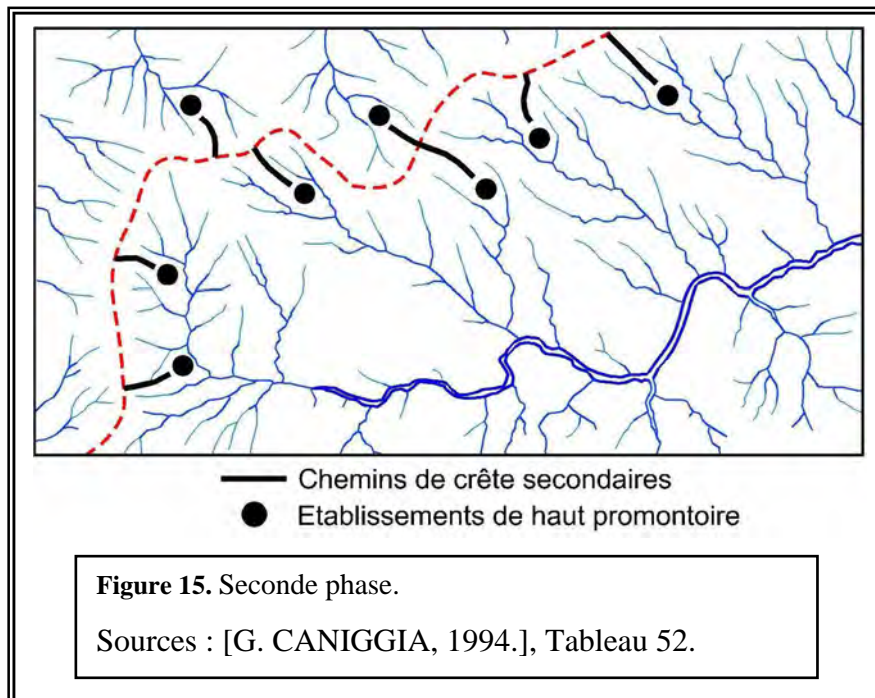 Chemins de crête secondaires
Etablissements de haut promontoire
Figure 15. Seconde phase.
Sources : [G. CANIGGIA, 1994.], Tableau 52.